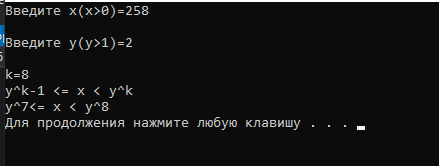 Введите x(x>0)=258
Введите y(y>1)=2
k=8
y^k-1 <= x < y^k
y^7<= x < y^8
Для продолжения нажмите любую клавишу . . .